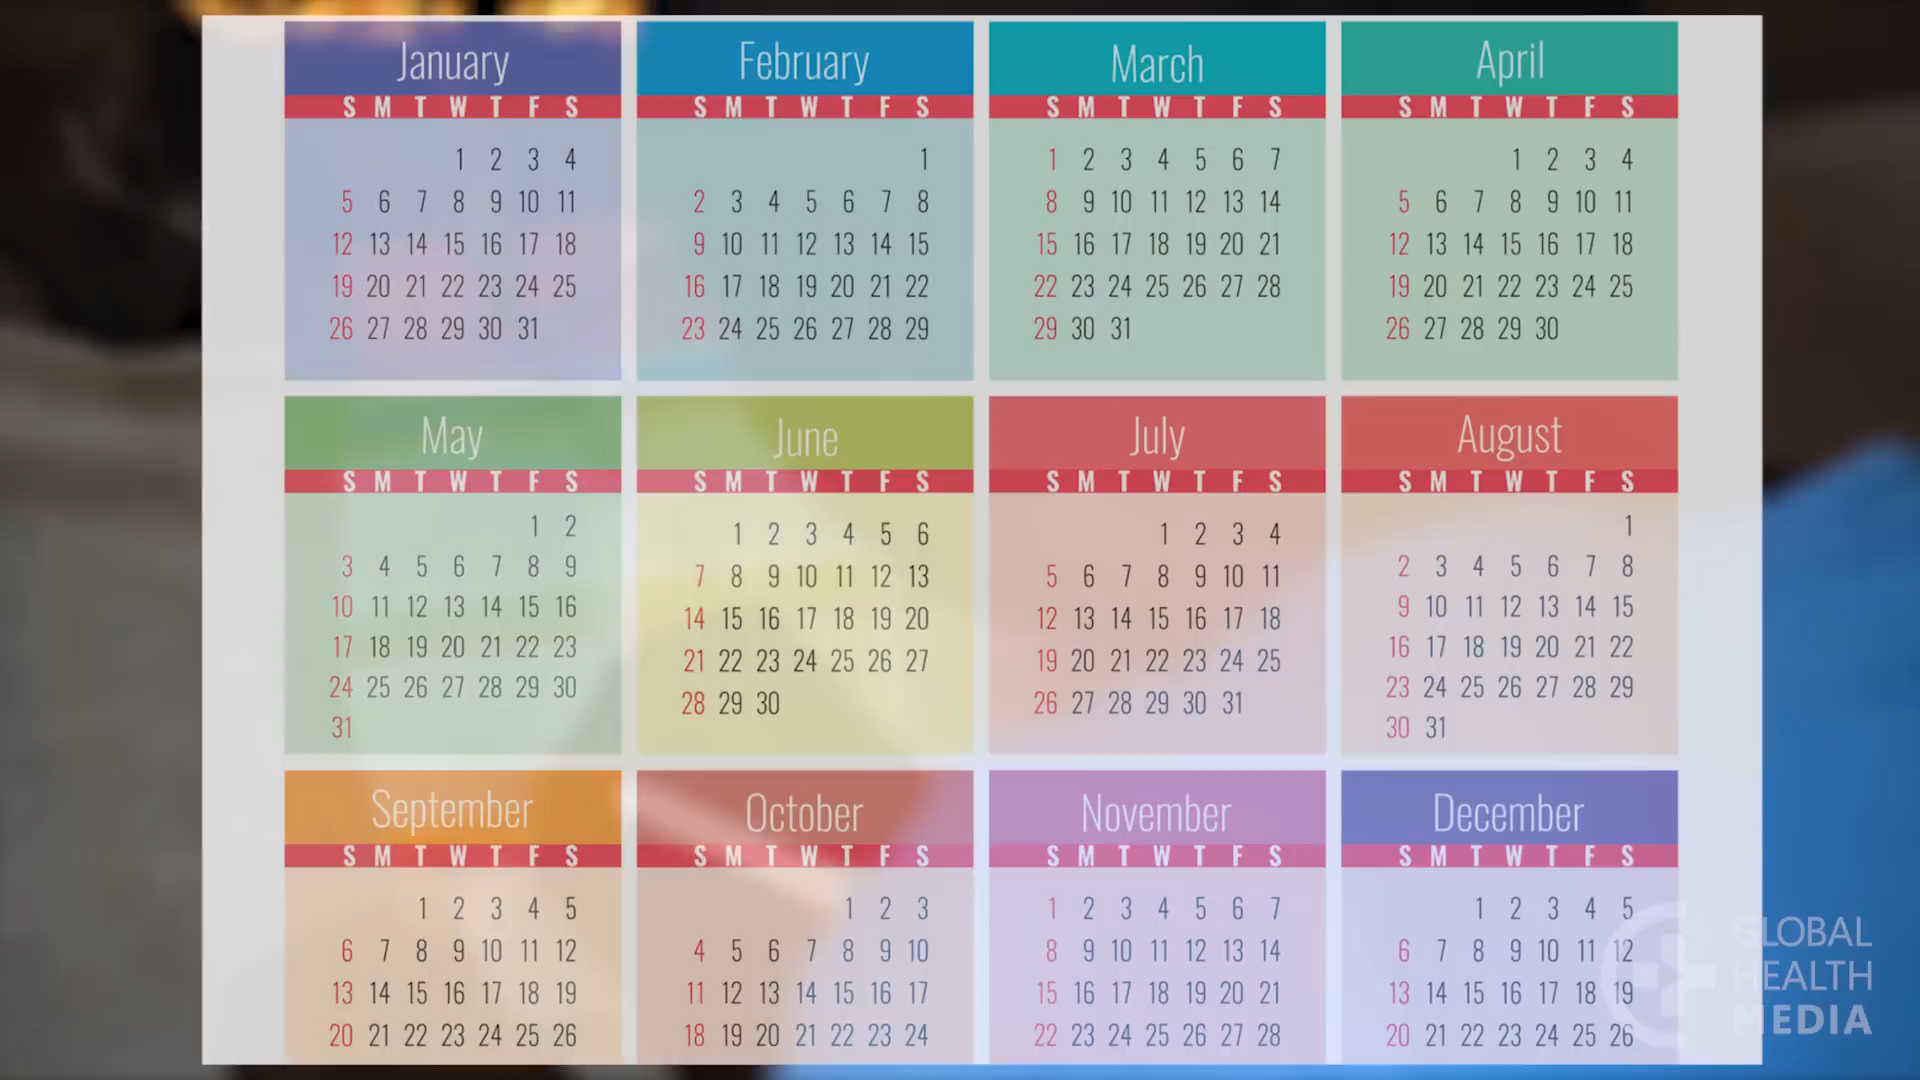 January February March April
S M T W T F S S M T W T F S S M T W T F S S M T W T F S
1 2 3 4 1 1 2 3 4 5 6 7 1 2 3 4
5 6 7 8 9 10 11 2 3 4 5 6 7 8 8 9 10 11 12 13 14 5 6 7 8 9 10 11
12 13 14 15 16 17 18 9 10 11 12 13 14 15 15 16 17 18 19 20 21 12 13 14 15 16 17 18
19 20 21 22 23 24 25 16 17 18 19 20 21 22 22 23 24 25 26 27 28 19 20 21 22 23 24 25
26 27 28 29 30 31 23 24 25 26 27 28 29 29 30 31 26 27 28 29 30
May June July August
S M T W T F S S M T W T F S S M T W T F S S M T W T F S
1 2 1 2 3 4 5 6 1 2 3 4 1
3 4 5 6 7 8 9 7 8 9 10 11 12 13 5 6 7 8 9 10 11 2 3 4 5 6 7 8
10 11 12 13 14 15 16 14 15 16 17 18 19 20 12 13 14 15 16 17 18 9 10 11 12 13 14 15
17 18 19 20 21 22 23 21 22 23 24 25 26 27 19 20 21 22 23 24 25 16 17 18 19 20 21 22
24 25 26 27 28 29 30 28 29 30 26 27 28 29 30 31 23 24 25 26 27 28 29
31 30 31
September October November December
S M T W T F S S M T W T F S S M T W T F S S M T W T F S
1 2 3 4 5 1 2 3 1 2 3 4 5 6 7 1 2 3 4 5
6 7 8 9 10 11 12 4 5 6 7 8 9 10 8 9 10 11 12 13 14 6 7 8 9 10 11 12
13 14 15 16 17 18 19 11 12 13 14 15 16 17 15 16 17 18 19 20 21 13 14 15 16 17 18 19
20 21 22 23 24 25 26 18 19 20 21 22 23 24 22 23 24 25 26 27 28 20 21 22 23 24 25 26
GLOBAL
HEALTH
MEDIA